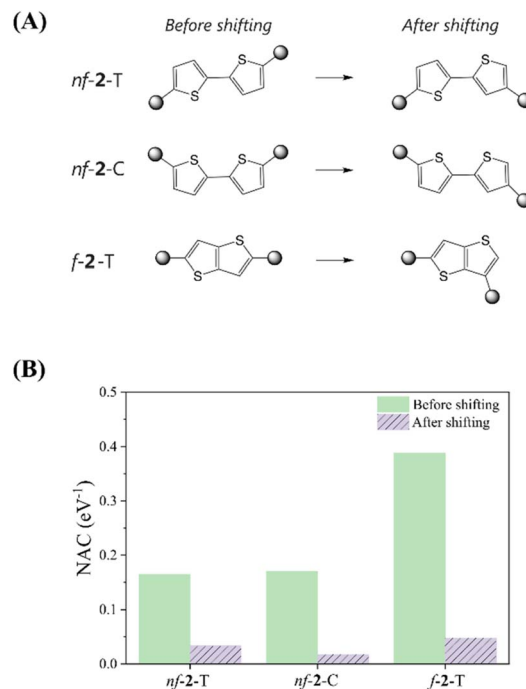 (A)
Before shifting After shifting
nf-2-T
S S S S
nf-2-C
S S S S
f-2-T
S S S S
(B)
0.5
0.4
0.3
0.2
0.1
0.0
NAC (eV⁻¹)
Before shifting
After shifting
nf-2-T nf-2-C f-2-T